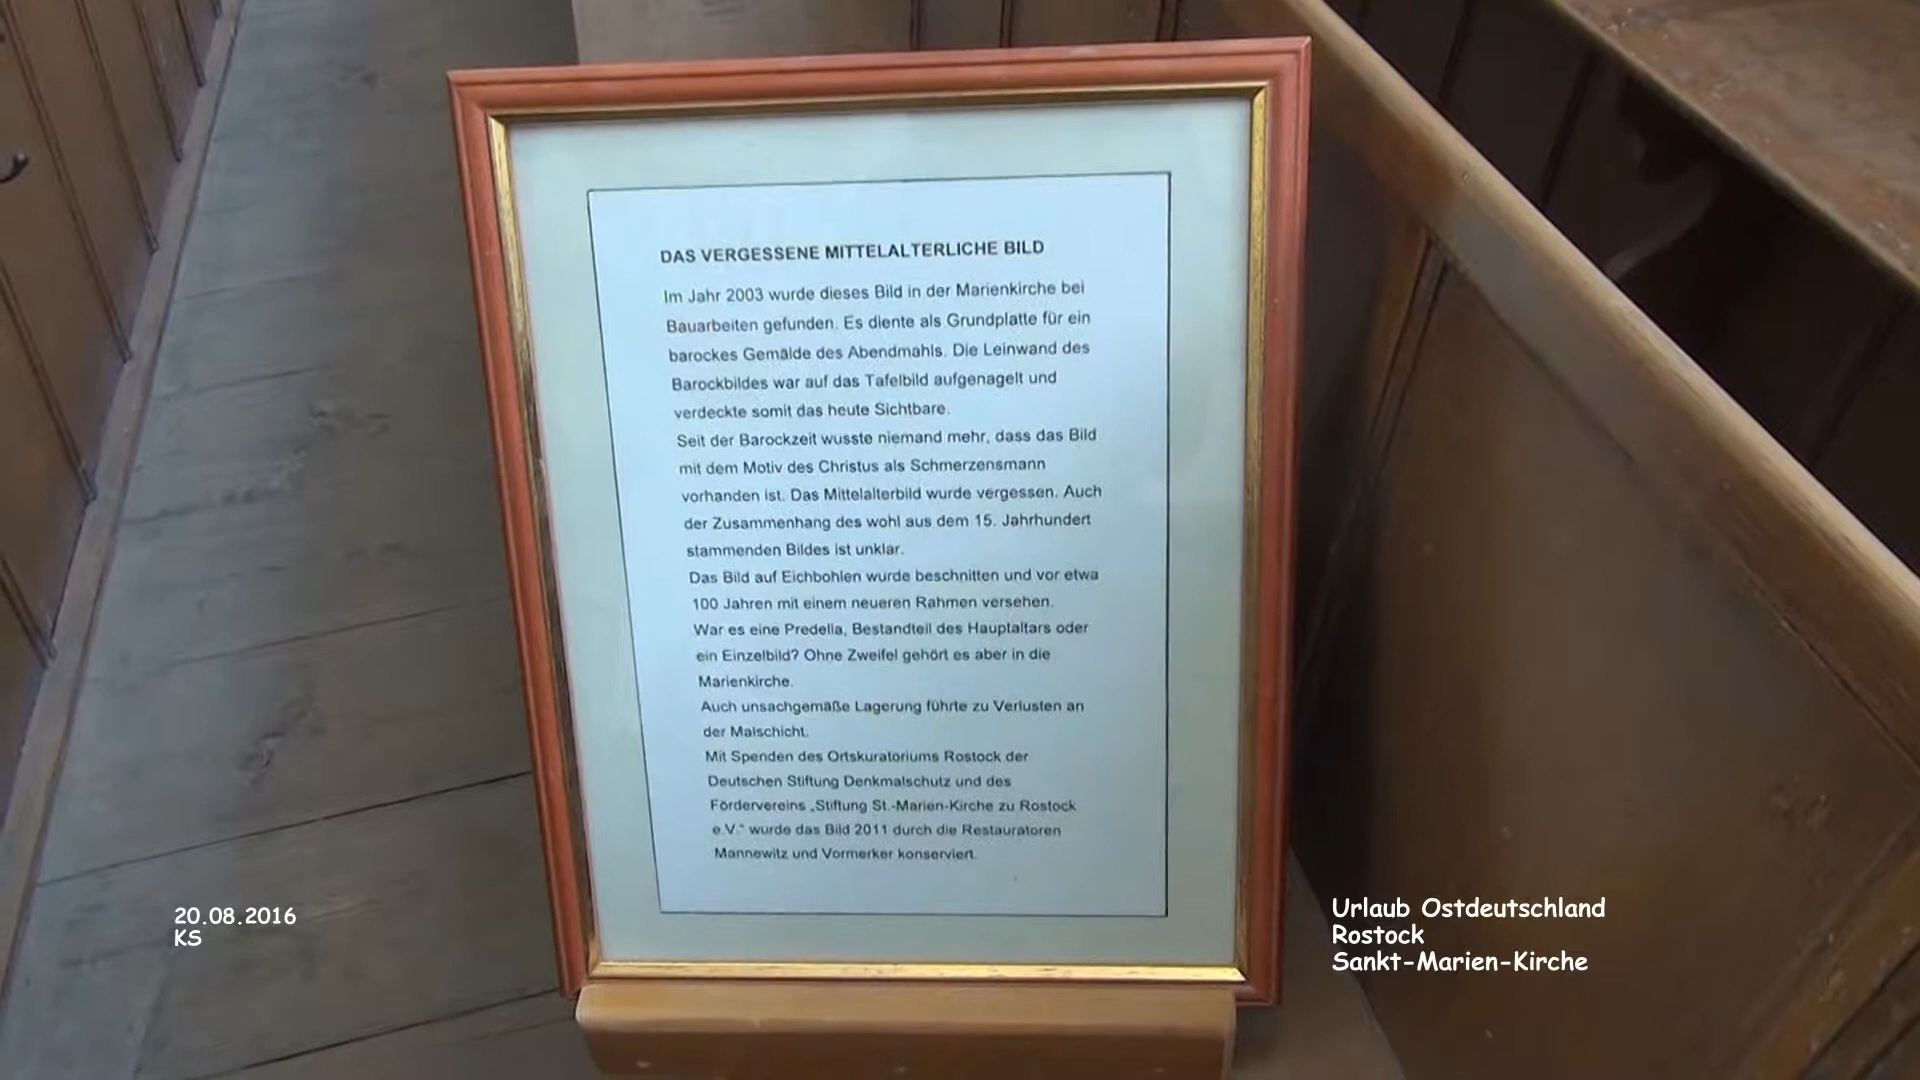 DAS VERGESSENE MITTELALTERLICHE BILD
Im Jahr 2003 wurde dieses Bild in der Marienkirche bei
Bauarbeiten gefunden. Es diente als Grundplatte für ein
barockes Gemälde des Abendmahls. Die Leinwand des
Barockbildes war auf das Tafelbild aufgenagelt und
verdeckte somit das heute Sichtbare.
Seit der Barockzeit wusste niemand mehr, dass das Bild
mit dem Motiv des Christus als Schmerzensmann
vorhanden ist. Das Mittelalterbild wurde vergessen. Auch
der Zusammenhang des wohl aus dem 15. Jahrhundert
stammenden Bildes ist unklar.
Das Bild auf Eichbohlen wurde beschnitten und vor etwa
100 Jahren mit einem neueren Rahmen versehen.
War es eine Predella, Bestandteil des Hauptaltars oder
ein Einzelbild? Ohne Zweifel gehört es aber in die
Marienkirche.
Auch unsachgemäße Lagerung führte zu Verlusten an
der Malschicht.
Mit Spenden des Ortskuratoriums Rostock der
Deutschen Stiftung Denkmalschutz und des
Fördervereins „Stiftung St.-Marien-Kirche zu Rostock
e.V.“ wurde das Bild 2011 durch die Restauratoren
Mannewitz und Vormerker konserviert.
20.08.2016
KS
Urlaub Ostdeutschland
Rostock
Sankt-Marien-Kirche